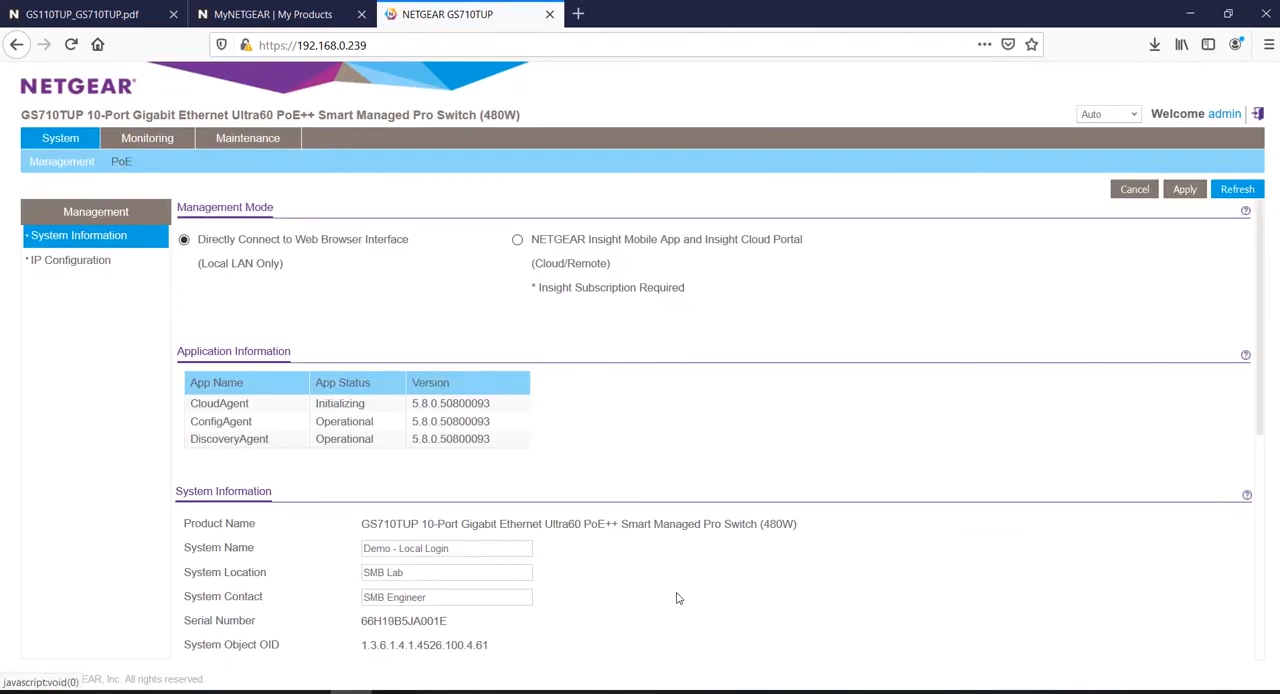 GS110TUP_GS710TUP.pdf
MyNETGEAR | My Products
NETGEAR GS710TUP
https://192.168.0.239
NETGEAR®
GS710TUP 10-Port Gigabit Ethernet Ultra60 PoE++ Smart Managed Pro Switch (480W)
Auto
Welcome admin
System
Monitoring
Maintenance
Management
PoE
Cancel
Apply
Refresh
Management
System Information
IP Configuration
Management Mode
Directly Connect to Web Browser Interface
(Local LAN Only)
NETGEAR Insight Mobile App and Insight Cloud Portal
(Cloud/Remote)
* Insight Subscription Required
Application Information
App Name App Status Version
CloudAgent Initializing 5.8.0.50800093
ConfigAgent Operational 5.8.0.50800093
DiscoveryAgent Operational 5.8.0.50800093
System Information
Product Name GS710TUP 10-Port Gigabit Ethernet Ultra60 PoE++ Smart Managed Pro Switch (480W)
System Name Demo - Local Login
System Location SMB Lab
System Contact SMB Engineer
Serial Number 66H19B5JA001E
System Object OID 1.3.6.1.4.1.4526.100.4.61
javascript:void(0) EAR, Inc. All rights reserved.